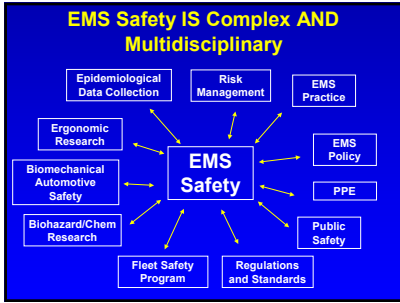 EMS Safety IS Complex AND
Multidisciplinary
Epidemiological
Data Collection
Risk
Management
EMS
Practice
Ergonomic
Research
EMS
Safety
EMS
Policy
Biomechanical
Automotive
Safety
PPE
Biohazard/Chem
Research
Public
Safety
Fleet Safety
Program
Regulations
and Standards